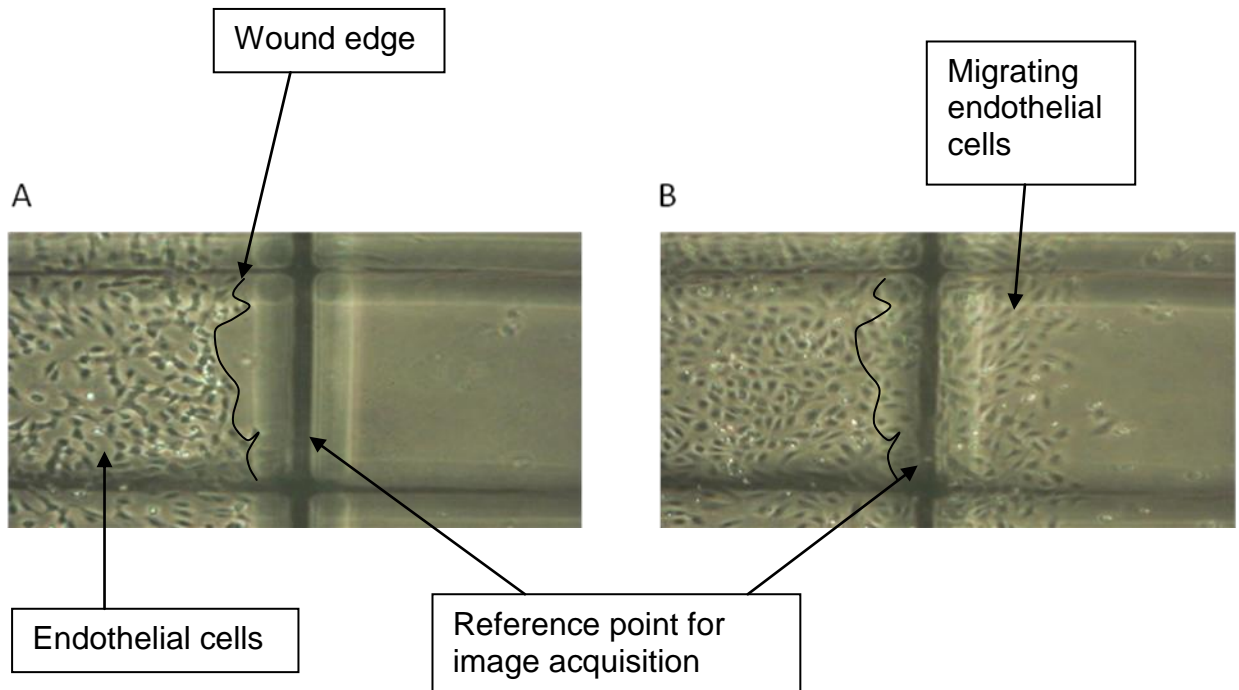 Wound edge
Migrating
endothelial
cells
A
B
Endothelial cells
Reference point for
image acquisition